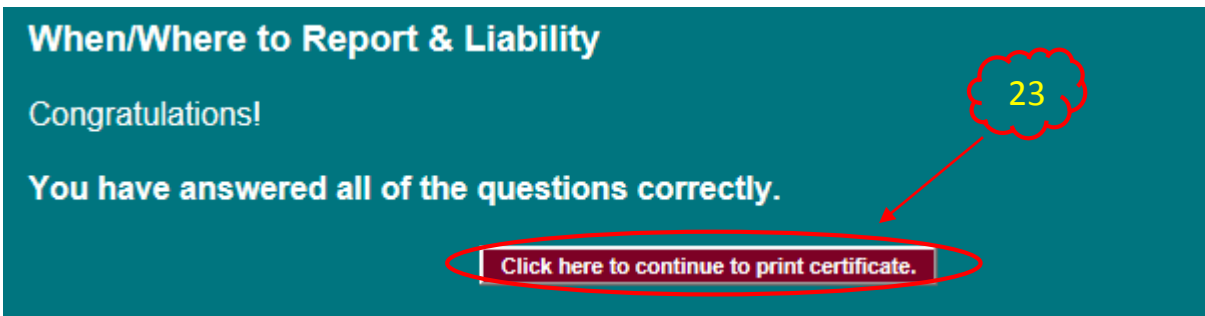 When/Where to Report & Liability
23
Congratulations!
You have answered all of the questions correctly.
Click here to continue to print certificate.